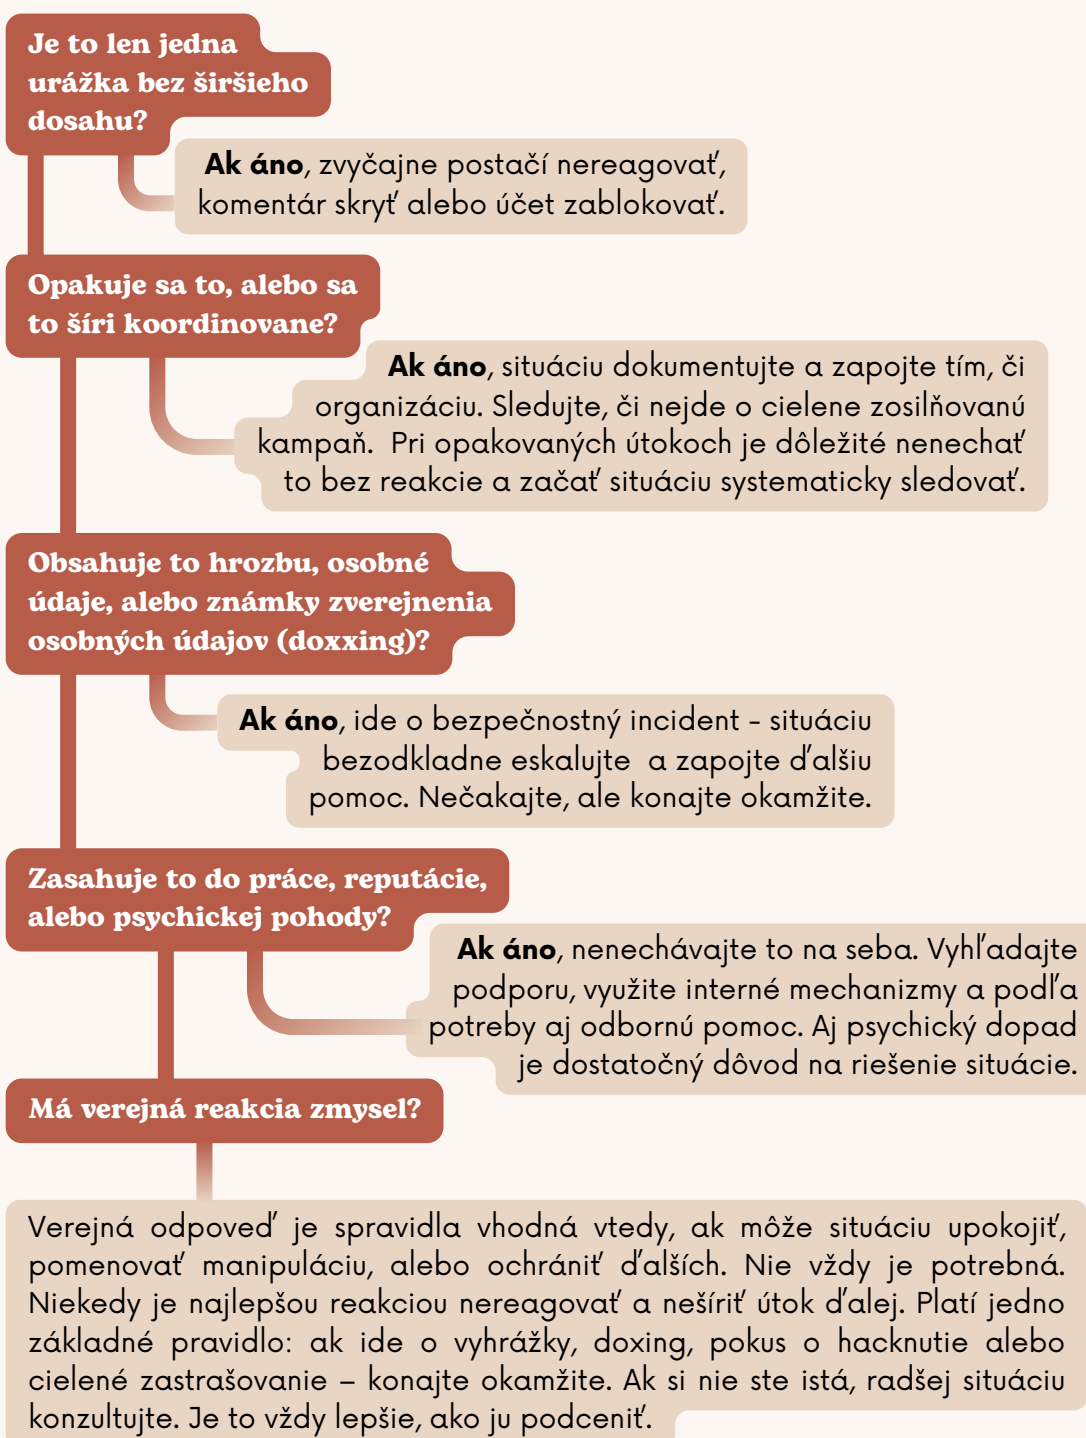 Je to len jedna
urážka bez širšieho
dosahu?
Ak áno, zvyčajne postačí nereagovať,
komentár skryť alebo účet zablokovať.
Opakuje sa to, alebo sa
to šíri koordinovane?
Ak áno, situáciu dokumentujte a zapojte tím, či
organizáciu. Sledujte, či nejde o cielene zosilňovanú
kampaň. Pri opakovaných útokoch je dôležité nenechať
to bez reakcie a začať situáciu systematicky sledovať.
Obsahuje to hrozbu, osobné
údaje, alebo známky zverejnenia
osobných údajov (doxxing)?
Ak áno, ide o bezpečnostný incident - situáciu
bezodkladne eskalujte a zapojte ďalšiu
pomoc. Nečakajte, ale konajte okamžite.
Zasahuje to do práce, reputácie,
alebo psychickej pohody?
Ak áno, nenechávajte to na seba. Vyhľadajte
podporu, využite interné mechanizmy a podľa
potreby aj odbornú pomoc. Aj psychický dopad
je dostatočný dôvod na riešenie situácie.
Má verejná reakcia zmysel?
Verejná odpoveď je spravidla vhodná vtedy, ak môže situáciu upokojiť,
pomenovať manipuláciu, alebo ochrániť ďalších. Nie vždy je potrebná.
Niekedy je najlepšou reakciou nereagovať a nešíriť útok ďalej. Platí jedno
základné pravidlo: ak ide o vyhrážky, doxing, pokus o hacknutie alebo
cielené zastrašovanie – konajte okamžite. Ak si nie ste istá, radšej situáciu
konzultujte. Je to vždy lepšie, ako ju podceniť.